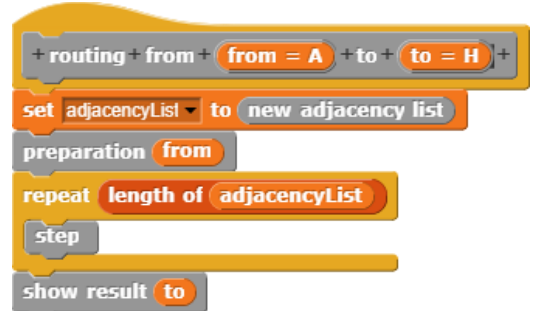 + routing + from + from = A + to + to = H +
set adjacencyList to new adjacency list
preparation from
repeat length of adjacencyList
step
show result to